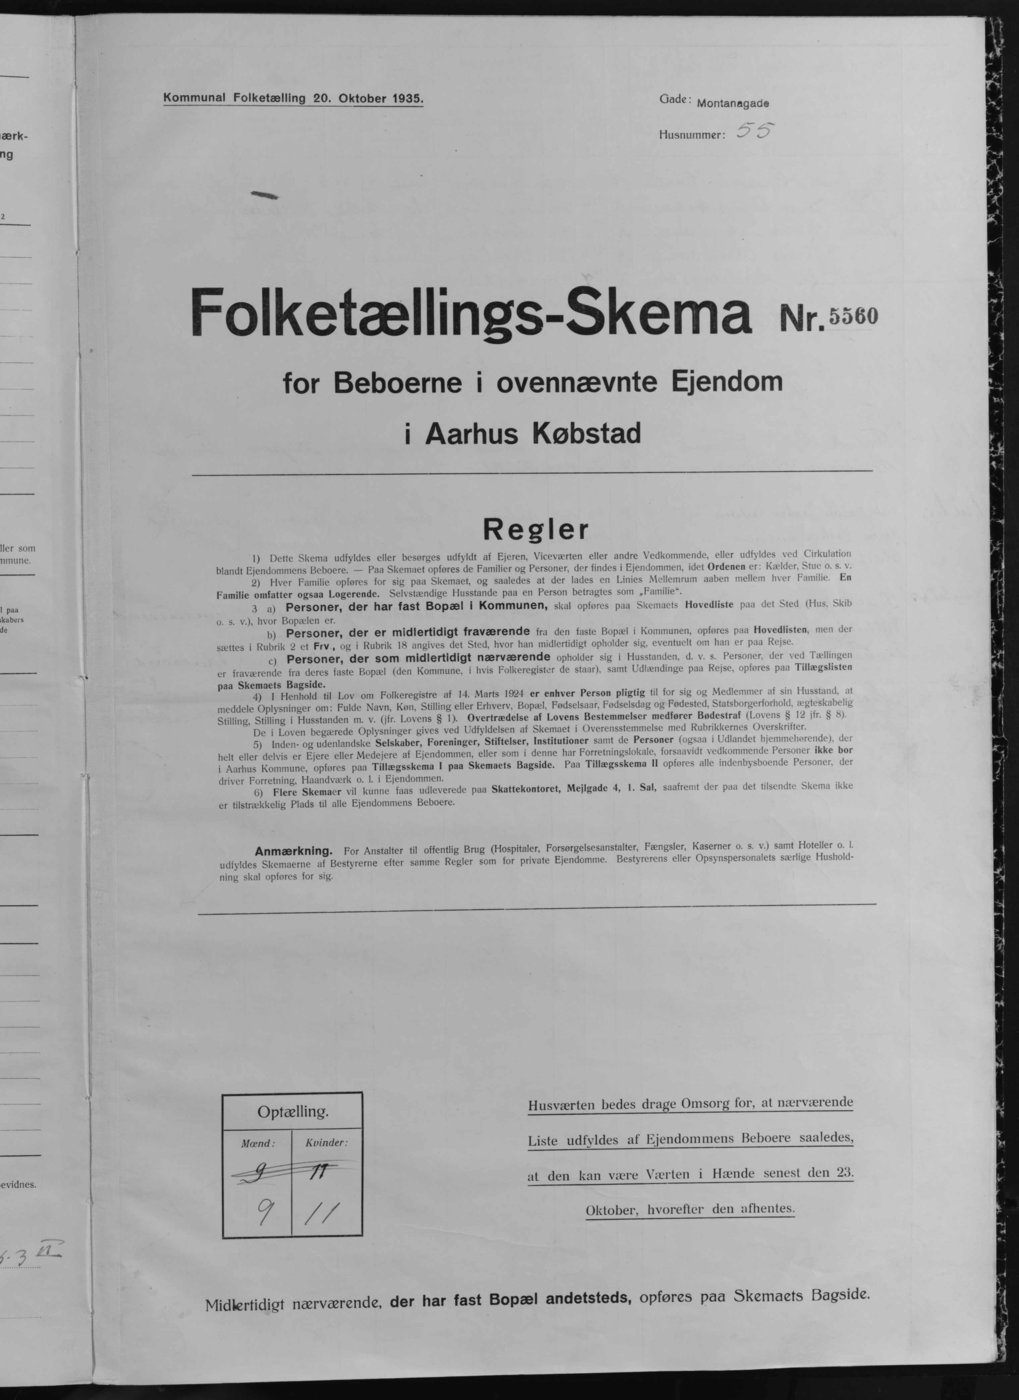 Kommunal Folketælling 20. Oktober 1935.
Gade: Montanagade
Husnummer: 55
Folketællings-Skema Nr. 5560
for Beboerne i ovennævnte Ejendom
i Aarhus Købstad
Regler
1) Dette Skema udfyldes eller besørges udfyldt af Ejeren, Viceværten eller andre Vedkommende, eller udfyldes ved Cirkulation
blandt Ejendommens Beboere. — Paa Skemaet opføres de Familier og Personer, der findes i Ejendommen, idet Ordenen er: Kælder, Stue o. s. v.
2) Hver Familie opføres for sig paa Skemaet, og saaledes at der lades en Linies Mellemrum aaben mellem hver Familie. En
Familie omfatter ogsaa Logerende. Selvstændige Husstande paa en Person betragtes som „Familie“.
3 a) Personer, der har fast Bopæl i Kommunen, skal opføres paa Skemaets Hovedliste paa det Sted (Hus, Skib
o. s. v.), hvor Bopælen er.
b) Personer, der er midlertidigt fraværende fra den faste Bopæl i Kommunen, opføres paa Hovedlisten, men der
sættes i Rubrik 2 et Frv., og i Rubrik 18 angives det Sted, hvor han midlertidigt opholder sig, eventuelt om han er paa Rejse.
c) Personer, der som midlertidigt nærværende opholder sig i Husstanden, d. v. s. Personer, der ved Tællingen
er fraværende fra deres faste Bopæl (den Kommune, i hvis Folkeregister de staar), samt Udlændinge paa Rejse, opføres paa Tillægslisten
paa Skemaets Bagside.
4) I Henhold til Lov om Folkeregistre af 14. Marts 1924 er enhver Person pligtig til for sig og Medlemmer af sin Husstand, at
meddele Oplysninger om: Fulde Navn, Køn, Stilling eller Erhverv, Bopæl, Fødselsaar, Fødselsdag og Fødested, Statsborgerforhold, ægteskabelig
Stilling, Stilling i Husstanden m. v. (jfr. Lovens § 1). Overtrædelse af Lovens Bestemmelser medfører Bødestraf (Lovens § 12 jfr. § 8).
De i Loven begærede Oplysninger gives ved Udfyldelsen af Skemaet i Overensstemmelse med Rubrikkernes Overskrifter.
5) Inden- og udenlandske Selskaber, Foreninger, Stiftelser, Institutioner samt de Personer (ogsaa i Udlandet hjemmehørende), der
helt eller delvis er Ejere eller Medejere af Ejendommen, eller som i denne har Forretningslokale, forsaavidt vedkommende Personer ikke bor
i Aarhus Kommune, opføres paa Tillægsskema I paa Skemaets Bagside. Paa Tillægsskema II opføres alle indenbysboende Personer, der
driver Forretning, Haandværk o. l. i Ejendommen.
6) Flere Skemaer vil kunne faas udleverede paa Skattekontoret, Mejlgade 4, 1. Sal, saafremt der paa det tilsendte Skema ikke
er tilstrækkelig Plads til alle Ejendommens Beboere.
Anmærkning. For Anstalter til offentlig Brug (Hospitaler, Forsørgelsesanstalter, Fængsler, Kaserner o. s. v.) samt Hoteller o. l.
udfyldes Skemaerne af Bestyrerne efter samme Regler som for private Ejendomme. Bestyrerens eller Opsynspersonalets særlige Hushold-
ning skal opføres for sig.
Optælling.
Mænd: Kvinder:
9 11
9 11
Husværten bedes drage Omsorg for, at nærværende
Liste udfyldes af Ejendommens Beboere saaledes,
at den kan være Værten i Hænde senest den 23.
Oktober, hvorefter den afhentes.
Midlertidigt nærværende, der har fast Bopæl andetsteds, opføres paa Skemaets Bagside.